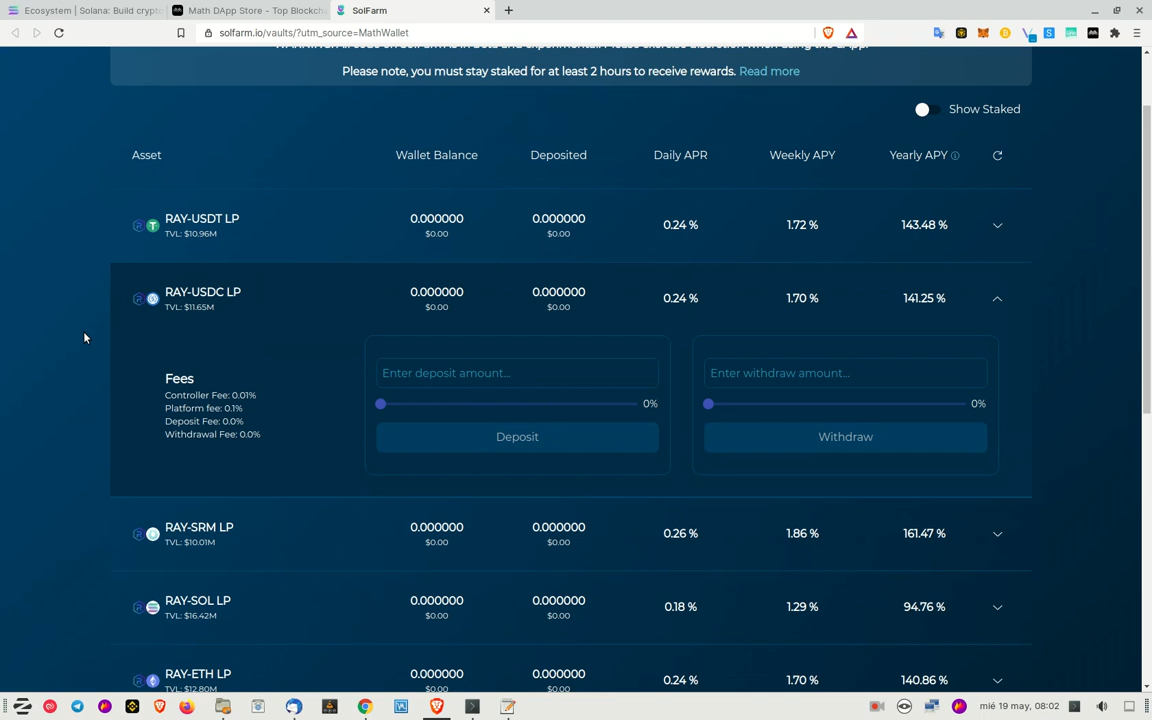 Ecosystem | Solana: Build crypto
Math DApp Store - Top Blockch
SolFarm
solfarm.io/vaults/?utm_source=MathWallet
Please note, you must stay staked for at least 2 hours to receive rewards. Read more
Show Staked
Asset
Wallet Balance
Deposited
Daily APR
Weekly APY
Yearly APY
RAY-USDT LP
TVL: $10.96M
0.000000
$0.00
0.000000
$0.00
0.24 %
1.72 %
143.48 %
RAY-USDC LP
TVL: $11.65M
0.000000
$0.00
0.000000
$0.00
0.24 %
1.70 %
141.25 %
Fees
Controller Fee: 0.01%
Platform fee: 0.1%
Deposit Fee: 0.0%
Withdrawal Fee: 0.0%
Enter deposit amount...
0%
Deposit
Enter withdraw amount...
0%
Withdraw
RAY-SRM LP
TVL: $10.01M
0.000000
$0.00
0.000000
$0.00
0.26 %
1.86 %
161.47 %
RAY-SOL LP
TVL: $16.42M
0.000000
$0.00
0.000000
$0.00
0.18 %
1.29 %
94.76 %
RAY-ETH LP
TVL: $12.80M
0.000000
$0.00
0.000000
$0.00
0.24 %
1.70 %
140.86 %
mié 19 may, 08:02